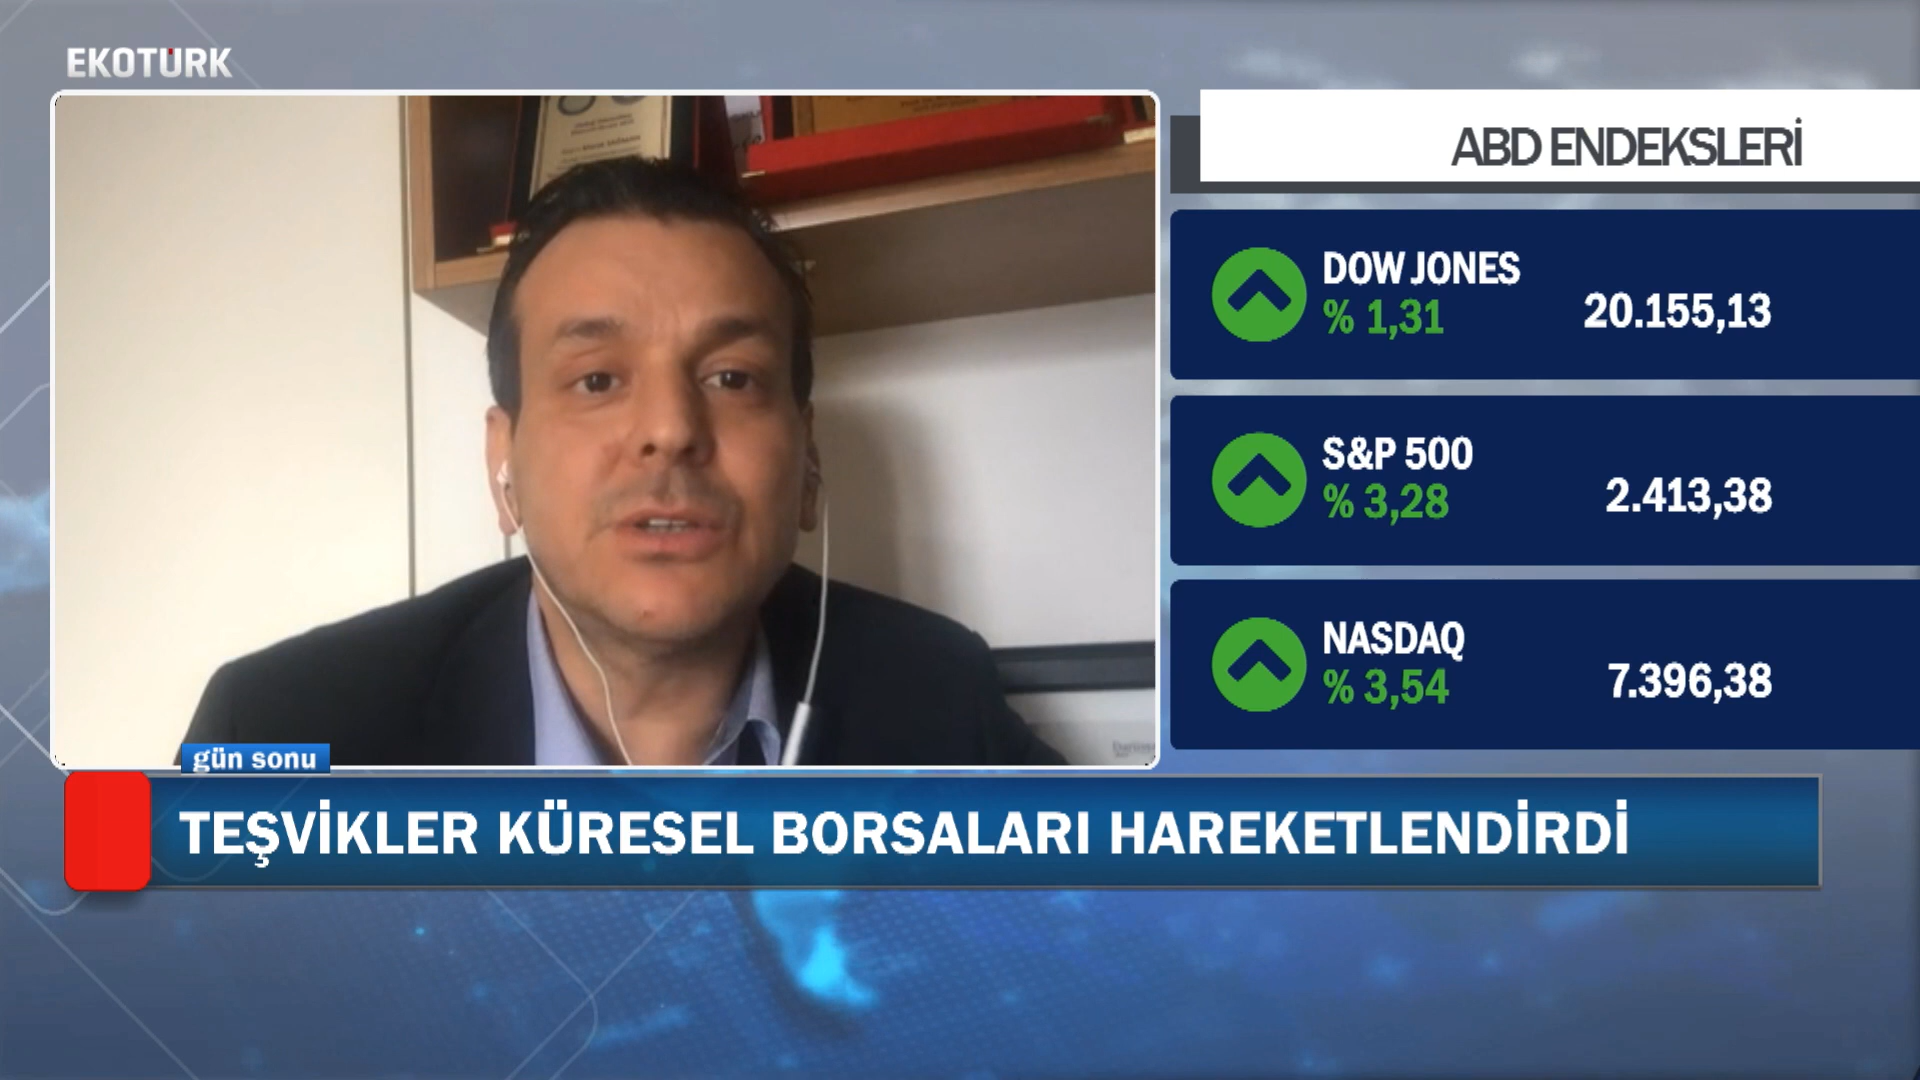 EKOTÜRK
ABD ENDEKSLERİ
DOW JONES
% 1,31
20.155,13
S&P 500
% 3,28
2.413,38
NASDAQ
% 3,54
7.396,38
gün sonu
TEŞVİKLER KÜRESEL BORSALARI HAREKETLENDİRDİ